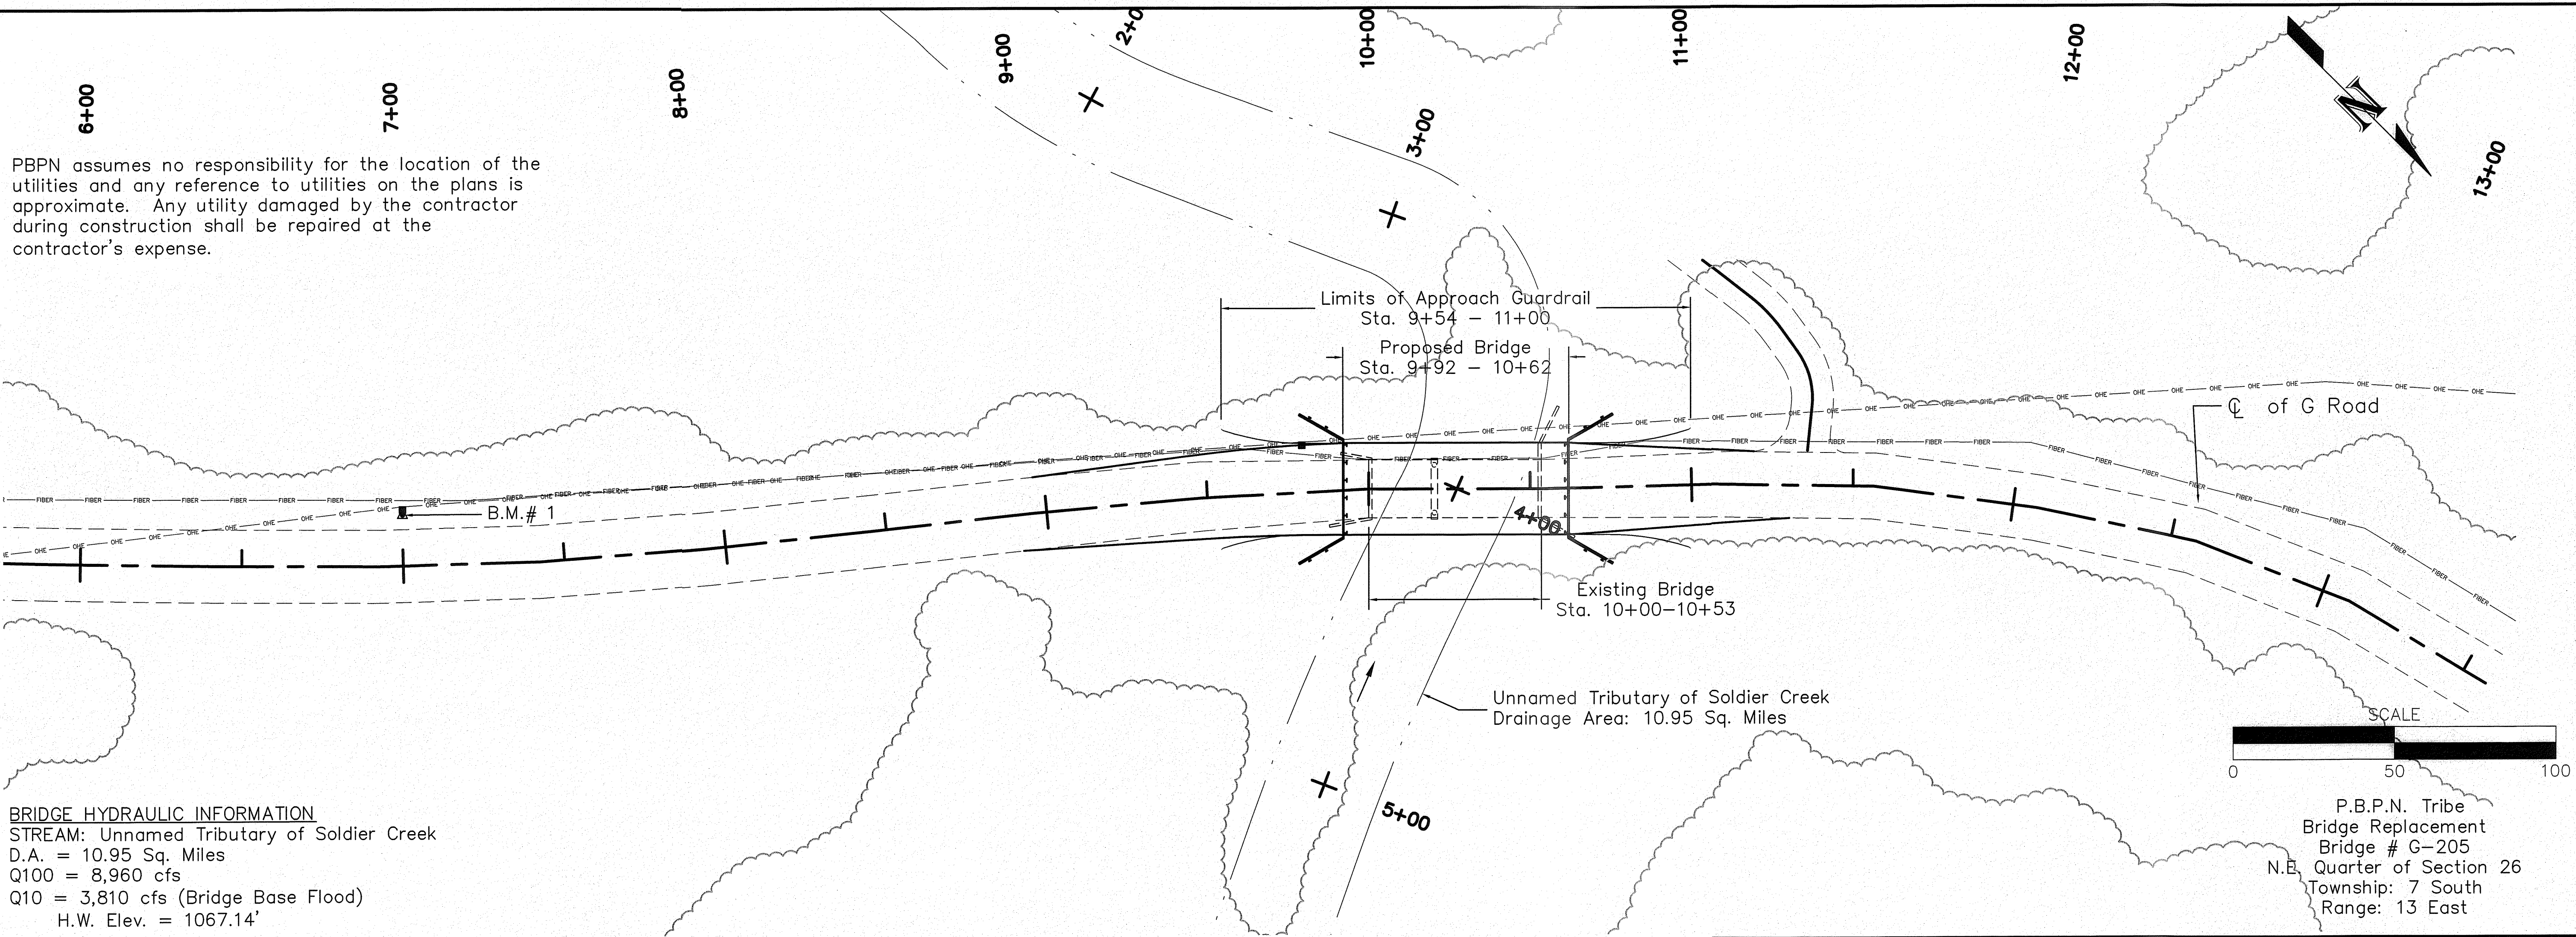 6+00
7+00
8+00
9+00
2+0
10+00
11+00
12+00
13+00
3+00
N
PBPN assumes no responsibility for the location of the
utilities and any reference to utilities on the plans is
approximate.  Any utility damaged by the contractor
during construction shall be repaired at the
contractor's expense.
Limits of Approach Guardrail
Sta. 9+54 – 11+00
Proposed Bridge
Sta. 9+92 – 10+62
℄ of G Road
OHE
FIBER
B.M.# 1
4+00
Existing Bridge
Sta. 10+00–10+53
Unnamed Tributary of Soldier Creek
Drainage Area: 10.95 Sq. Miles
5+00
SCALE
0 50 100
BRIDGE HYDRAULIC INFORMATION
STREAM: Unnamed Tributary of Soldier Creek
D.A. = 10.95 Sq. Miles
Q100 = 8,960 cfs
Q10 = 3,810 cfs (Bridge Base Flood)
H.W. Elev. = 1067.14'
P.B.P.N. Tribe
Bridge Replacement
Bridge # G–205
N.E. Quarter of Section 26
Township: 7 South
Range: 13 East